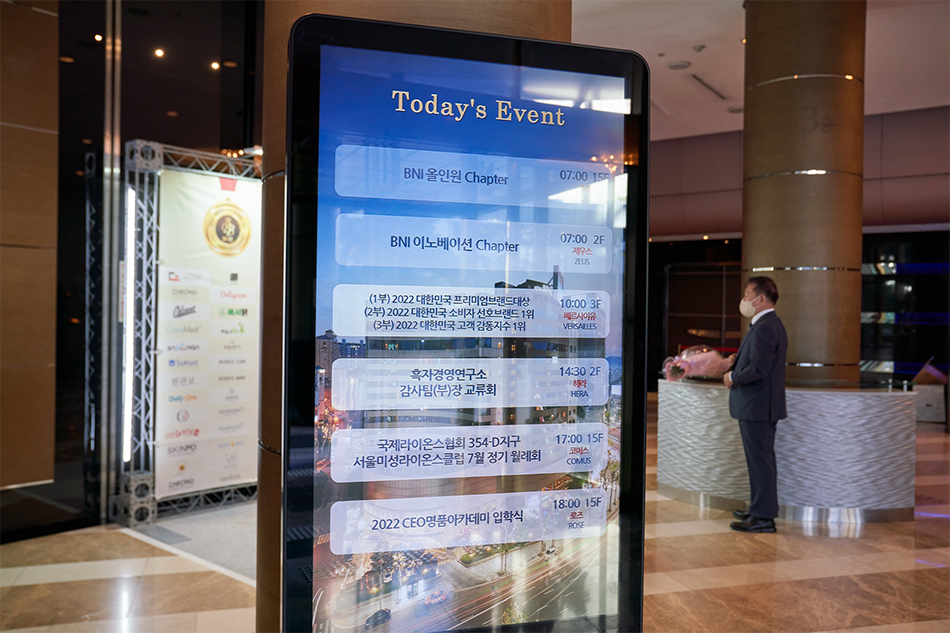 Today's Event
BNI 올인원 Chapter
07:00 15F
BNI 이노베이션 Chapter
07:00 2F
제우스
ZEUS
(1부) 2022 대한민국 프리미엄브랜드대상
(2부) 2022 대한민국 소비자 선호브랜드 1위
(3부) 2022 대한민국 고객 감동지수 1위
10:00 3F
베르사이유
VERSAILLES
흑자경영연구소
감사팀(부)장 교류회
14:30 2F
헤라
HERA
국제라이온스협회 354-D지구
서울미성라이온스클럽 7월 정기 월례회
17:00 15F
코머스
COMUS
2022 CEO명품아카데미 입학식
18:00 15F
로즈
ROSE
SKINMD